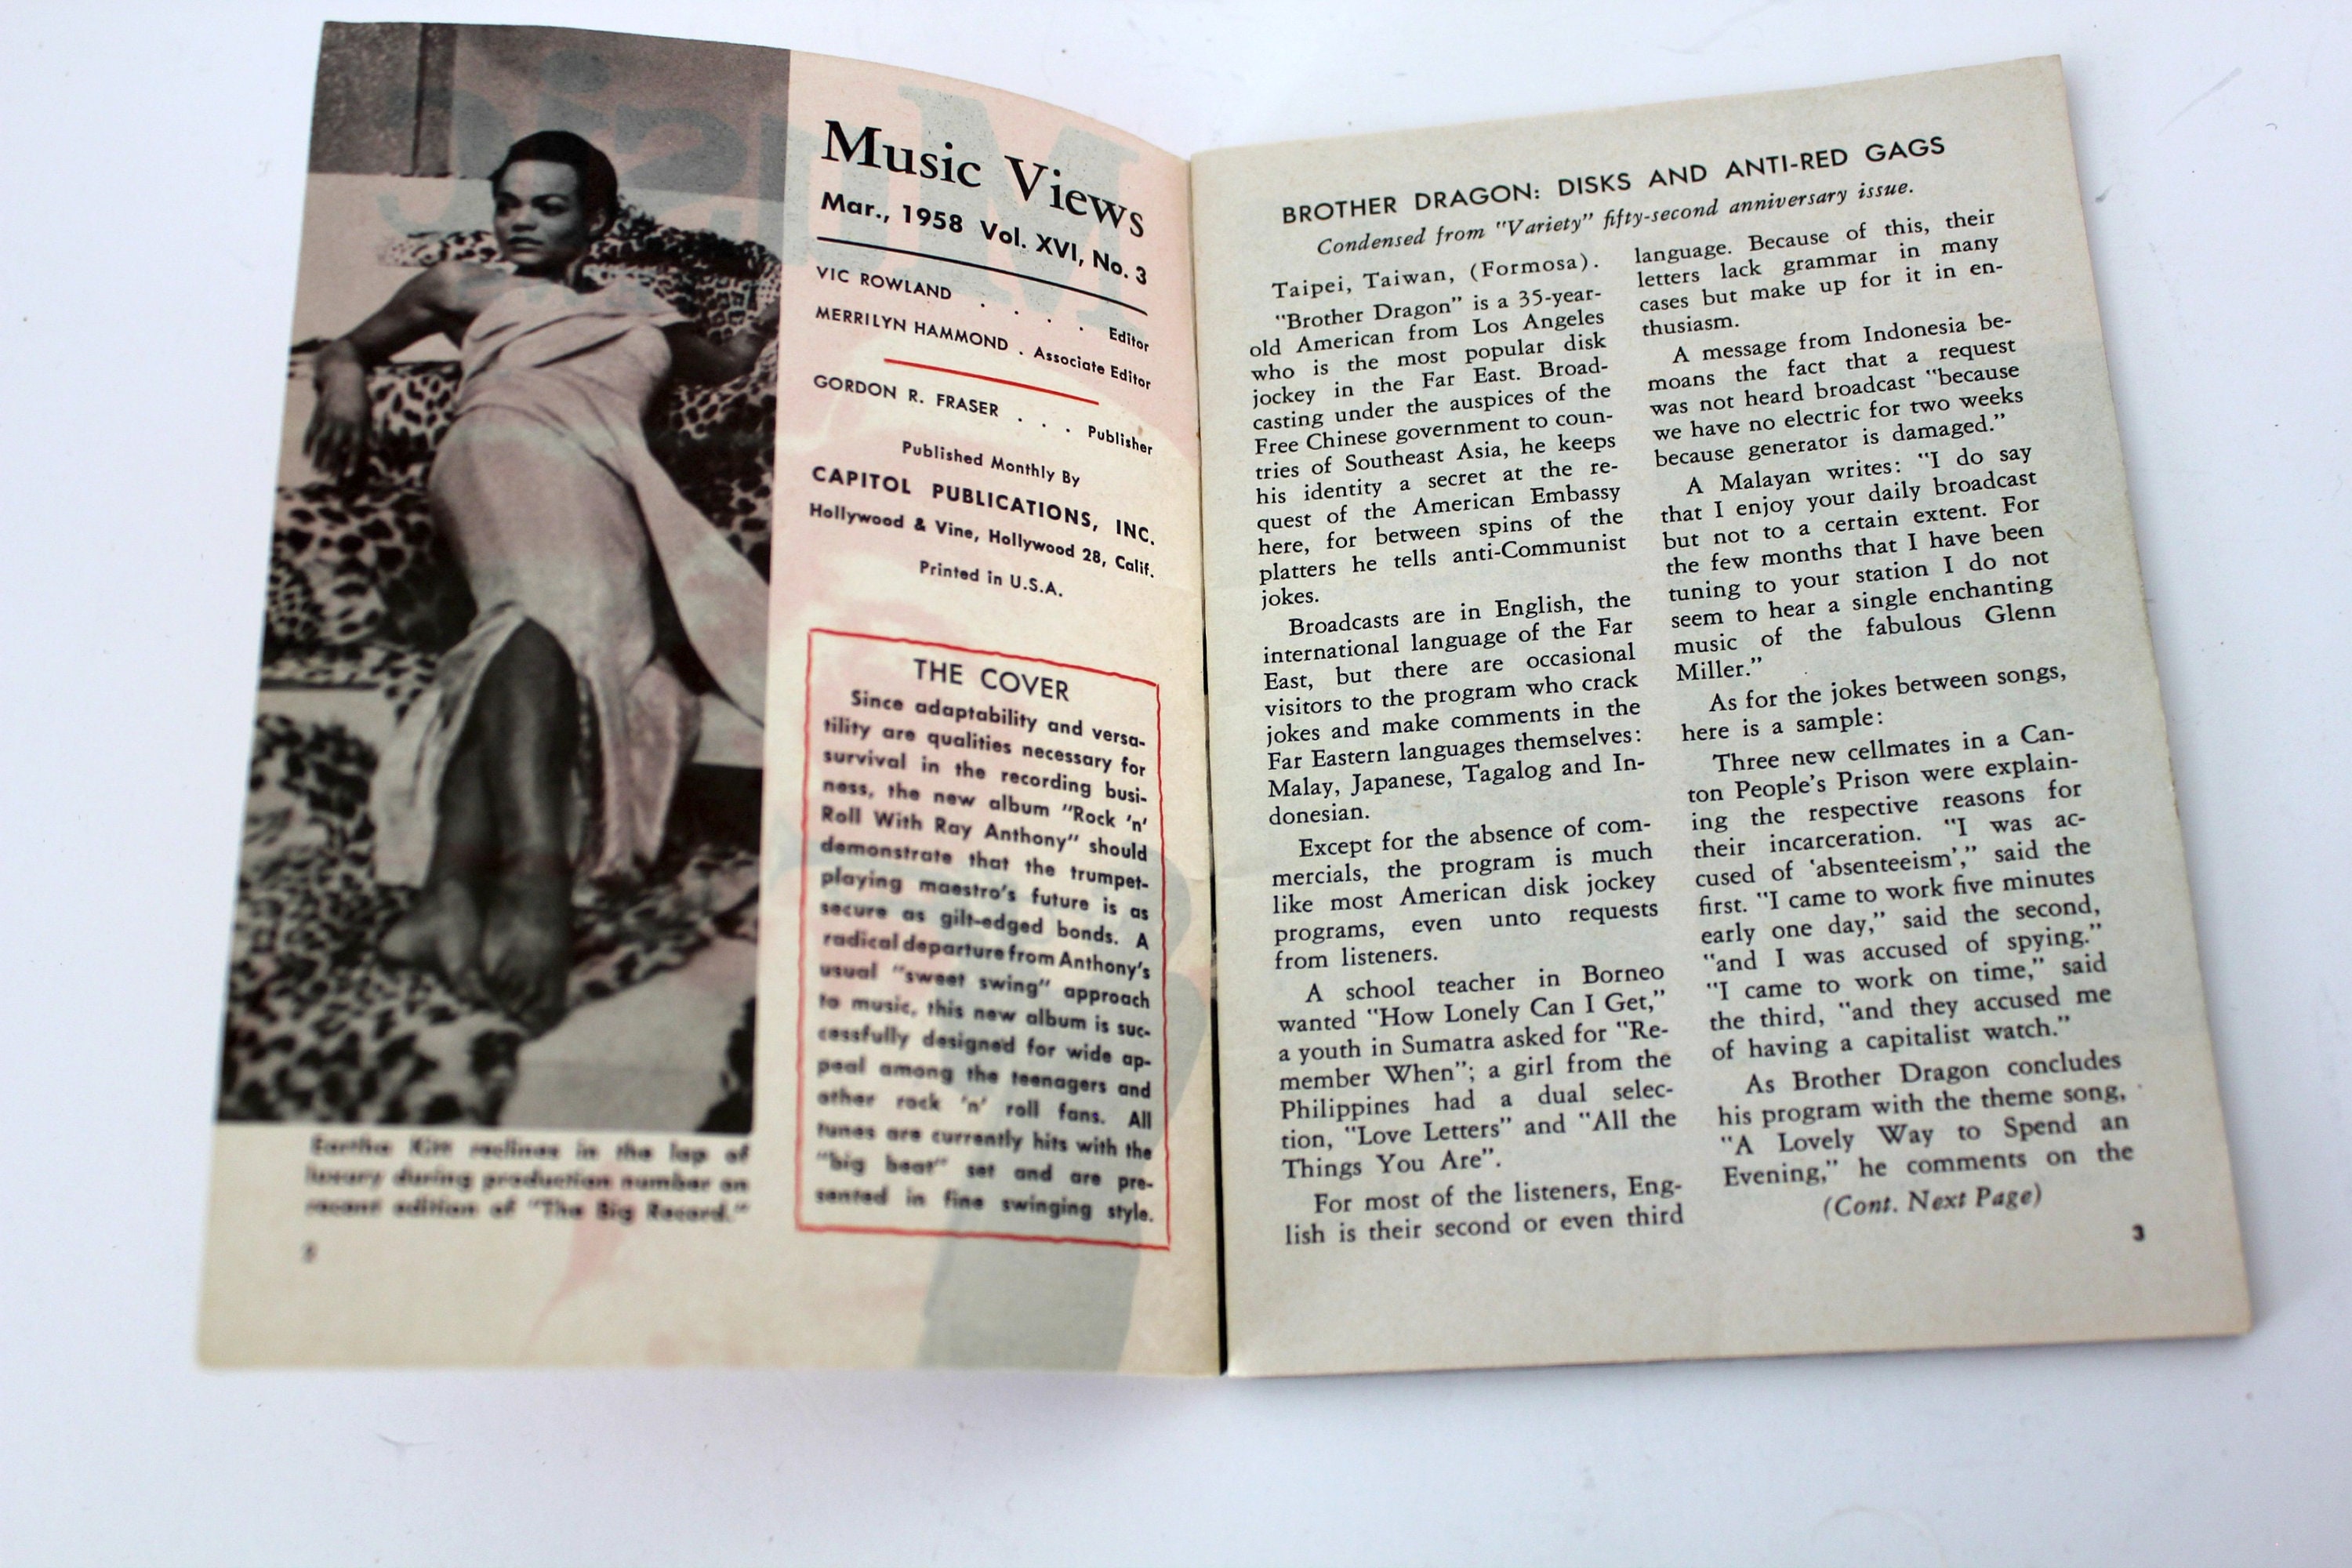 Music Views
Mar., 1958 Vol. XVI, No. 3
VIC ROWLAND . . . . Editor
MERRILYN HAMMOND . Associate Editor
GORDON R. FRASER . . . Publisher
Published Monthly By
CAPITOL PUBLICATIONS, INC.
Hollywood & Vine, Hollywood 28, Calif.
Printed in U.S.A.
THE COVER
Since adaptability and versa-
tility are qualities necessary for
survival in the recording busi-
ness, the new album "Rock 'n'
Roll With Ray Anthony" should
demonstrate that the trumpet-
playing maestro's future is as
secure as gilt-edged bonds. A
radical departure from Anthony's
usual "sweet swing" approach
to music, this new album is suc-
cessfully designed for wide ap-
peal among the teenagers and
other rock 'n' roll fans. All
tunes are currently hits with the
"big beat" set and are pre-
sented in fine swinging style.
Eartha Kitt reclines in the lap of
luxury during production number on
recent edition of "The Big Record."
BROTHER DRAGON: DISKS AND ANTI-RED GAGS
Condensed from "Variety" fifty-second anniversary issue.
Taipei, Taiwan, (Formosa).
"Brother Dragon" is a 35-year-
old American from Los Angeles
who is the most popular disk
jockey in the Far East. Broad-
casting under the auspices of the
Free Chinese government to coun-
tries of Southeast Asia, he keeps
his identity a secret at the re-
quest of the American Embassy
here, for between spins of the
platters he tells anti-Communist
jokes.
Broadcasts are in English, the
international language of the Far
East, but there are occasional
visitors to the program who crack
jokes and make comments in the
Far Eastern languages themselves:
Malay, Japanese, Tagalog and In-
donesian.
Except for the absence of com-
mercials, the program is much
like most American disk jockey
programs, even unto requests
from listeners.
A school teacher in Borneo
wanted "How Lonely Can I Get,"
a youth in Sumatra asked for "Re-
member When"; a girl from the
Philippines had a dual selec-
tion, "Love Letters" and "All the
Things You Are".
For most of the listeners, Eng-
lish is their second or even third
language. Because of this, their
letters lack grammar in many
cases but make up for it in en-
thusiasm.
A message from Indonesia be-
moans the fact that a request
was not heard broadcast "because
we have no electric for two weeks
because generator is damaged."
A Malayan writes: "I do say
that I enjoy your daily broadcast
but not to a certain extent. For
the few months that I have been
tuning to your station I do not
seem to hear a single enchanting
music of the fabulous Glenn
Miller."
As for the jokes between songs,
here is a sample:
Three new cellmates in a Can-
ton People's Prison were explain-
ing the respective reasons for
their incarceration. "I was ac-
cused of 'absenteeism'," said the
first. "I came to work five minutes
early one day," said the second,
"and I was accused of spying."
"I came to work on time," said
the third, "and they accused me
of having a capitalist watch."
As Brother Dragon concludes
his program with the theme song,
"A Lovely Way to Spend an
Evening," he comments on the
(Cont. Next Page)
3